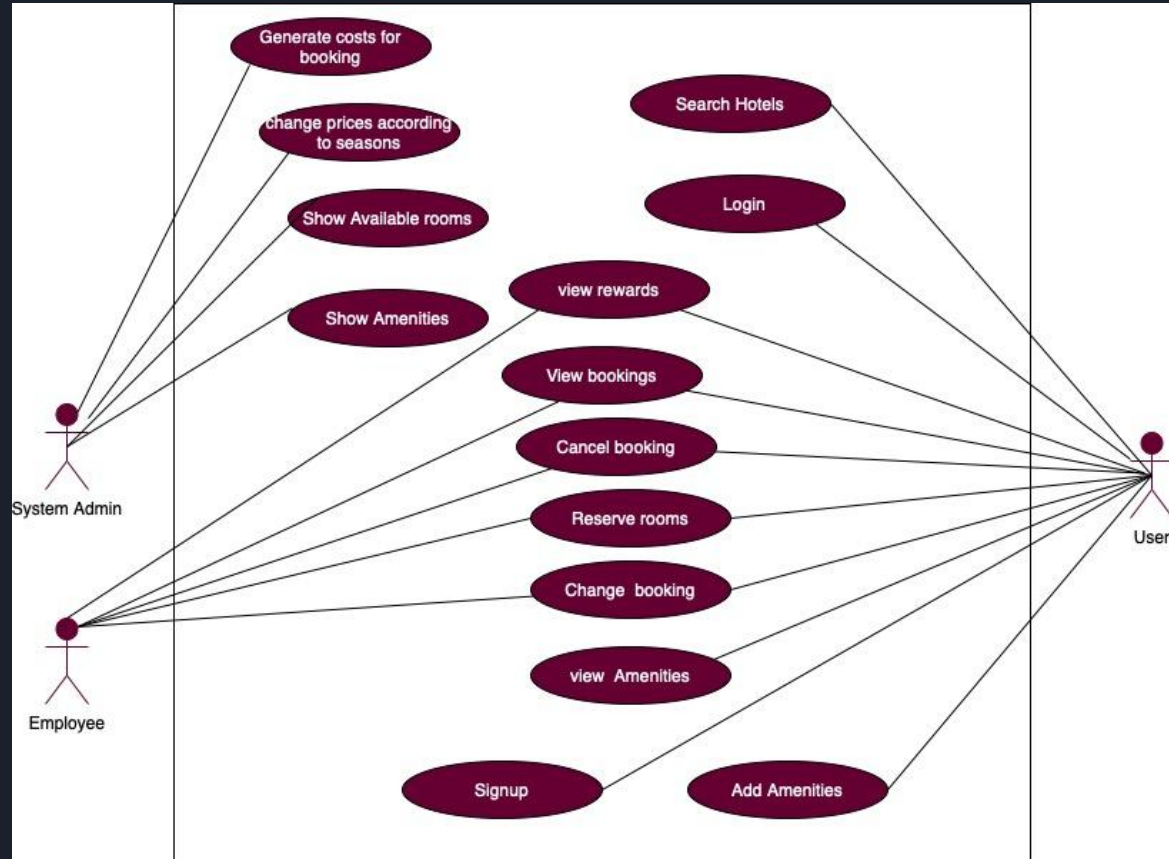 Generate costs for
booking
change prices according
to seasons
Show Available rooms
Show Amenities
Search Hotels
Login
view rewards
View bookings
Cancel booking
Reserve rooms
Change booking
view Amenities
Signup
Add Amenities
System Admin
Employee
User